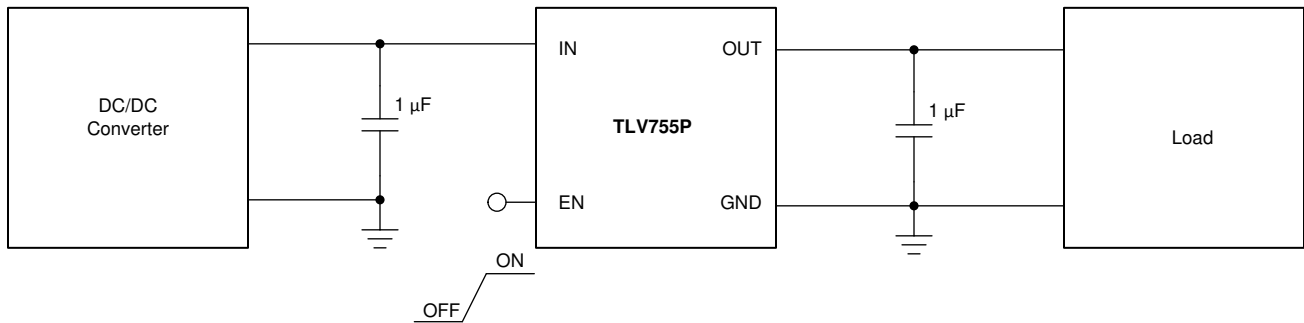 DC/DC
Converter
1 µF
IN
OUT
TLV755P
EN
GND
1 µF
Load
ON
OFF